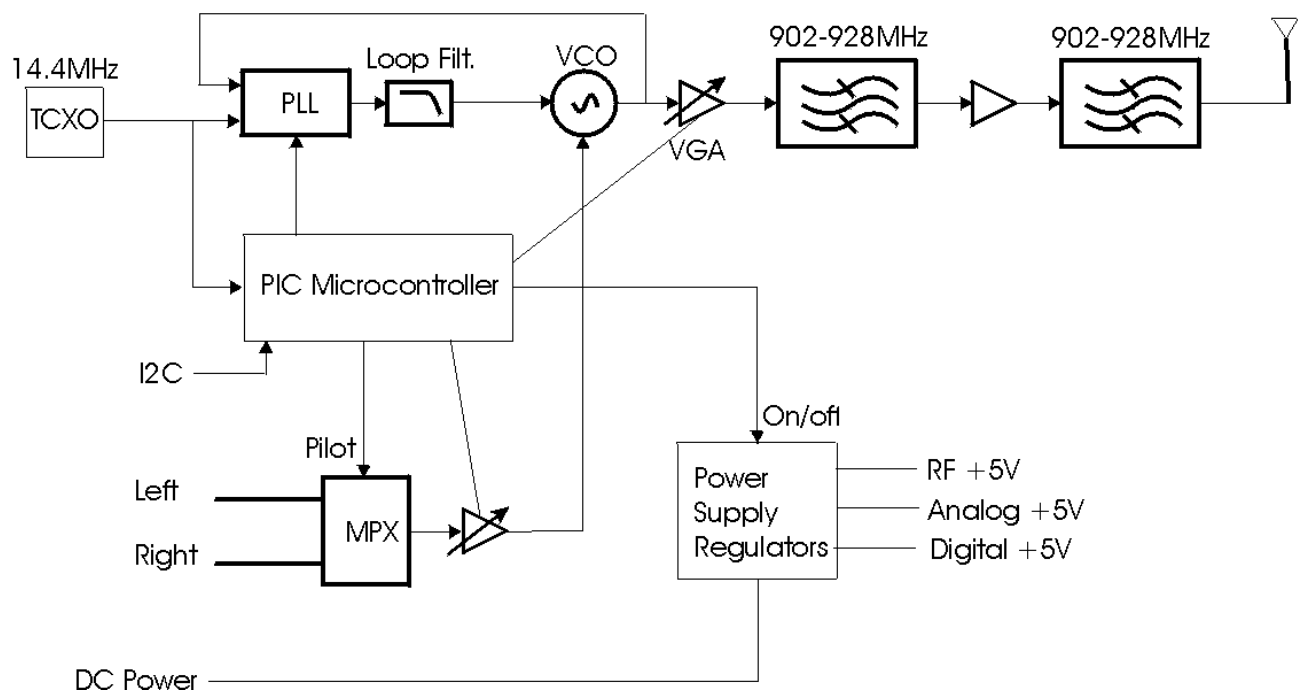 902-928MHz
902-928MHz
14.4MHz
Loop Filt.
VCO
TCXO
PLL
VGA
PIC Microcontroller
I2C
On/ofl
Pilot
Left
Right
MPX
Power
Supply
Regulators
RF +5V
Analog +5V
Digital +5V
DC Power